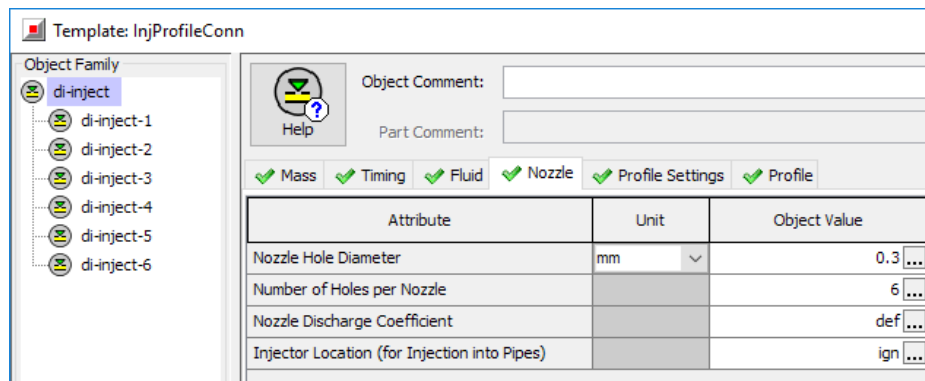 Template: InjProfileConn
Object Family
di-inject
di-inject-1
di-inject-2
di-inject-3
di-inject-4
di-inject-5
di-inject-6
?
Help
Object Comment:
Part Comment:
Mass Timing Fluid Nozzle Profile Settings Profile
Attribute Unit Object Value
Nozzle Hole Diameter mm 0.3 ...
Number of Holes per Nozzle 6 ...
Nozzle Discharge Coefficient def ...
Injector Location (for Injection into Pipes) ign ...